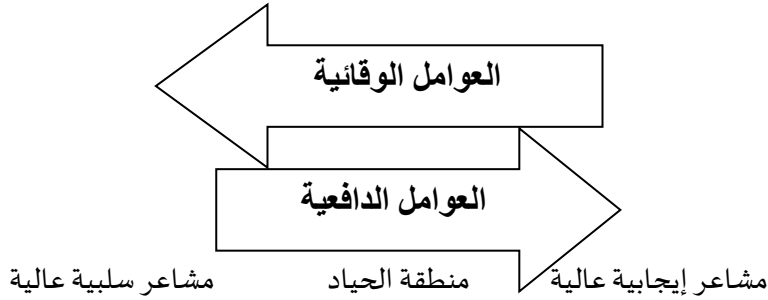 العوامل الوقائية
العوامل الدافعية
مشاعر إيجابية عالية منطقة الحياد مشاعر سلبية عالية